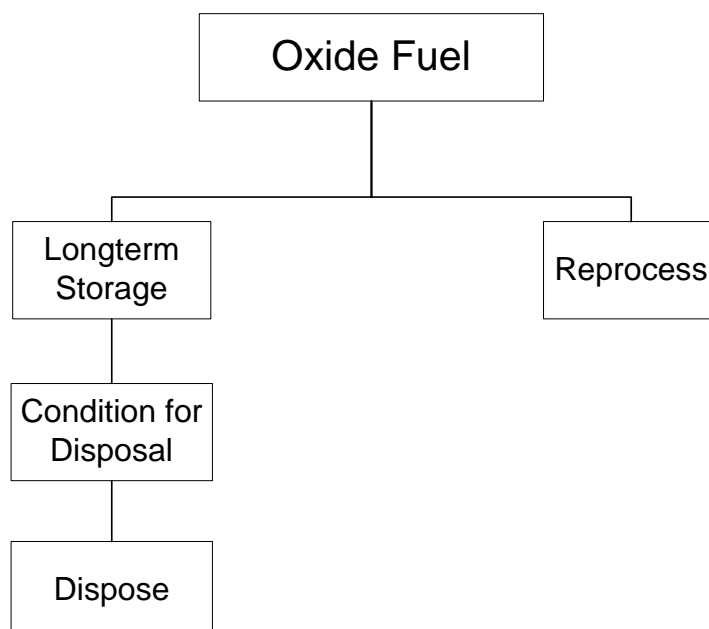 Oxide Fuel
Longterm
Storage
Reprocess
Condition for
Disposal
Dispose